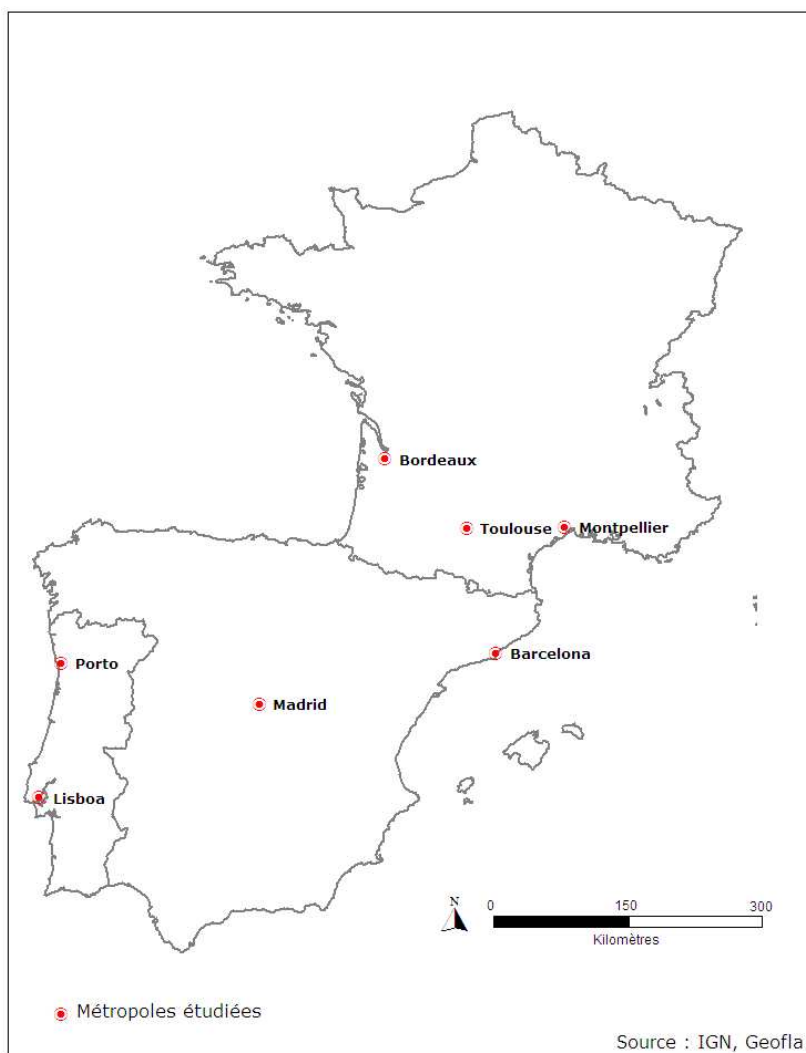 Bordeaux
Toulouse
Montpellier
Porto
Barcelona
Madrid
Lisboa
N
0 150 300
Kilomètres
Métropoles étudiées
Source : IGN, Geofla